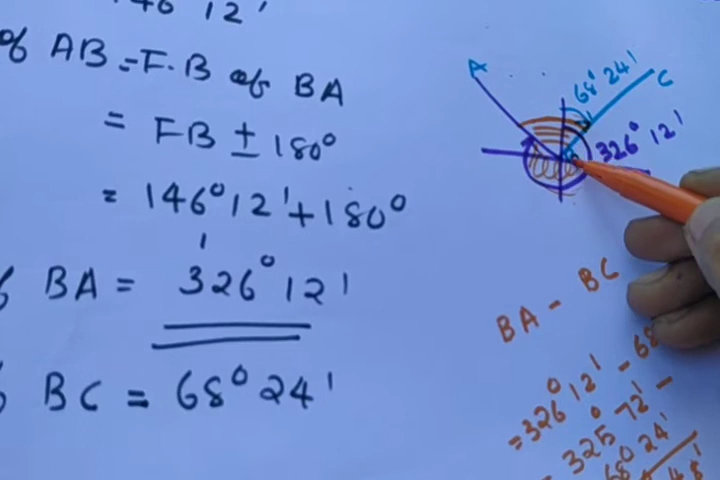 146 12'
of AB = F.B of BA
= FB ± 180°
= 146°12' + 180°
BA = 326°12'
BC = 68°24'
A
68°24'
C
326°12'
BA - BC
= 326°12' - 68
325°72' -
68°24'
48'